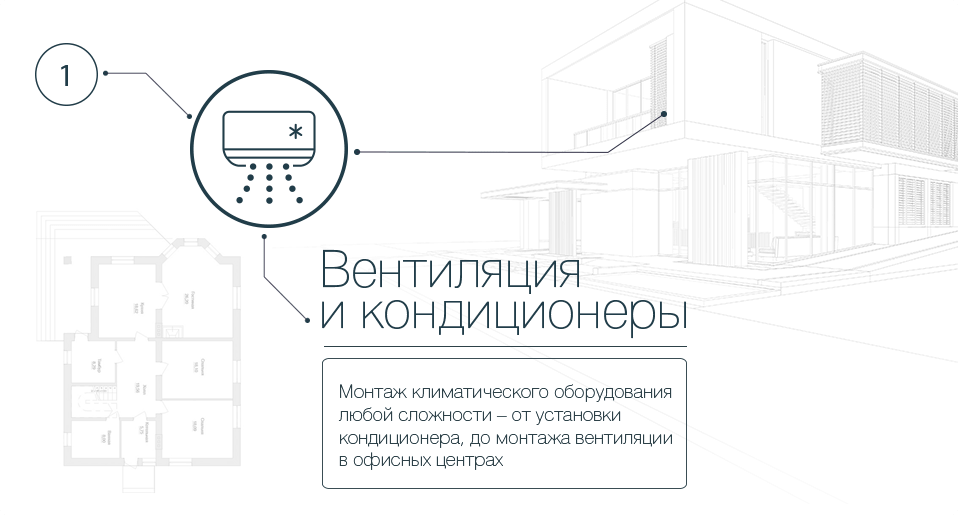 1
Вентиляция
и кондиционеры
Монтаж климатического оборудования
любой сложности – от установки
кондиционера, до монтажа вентиляции
в офисных центрах